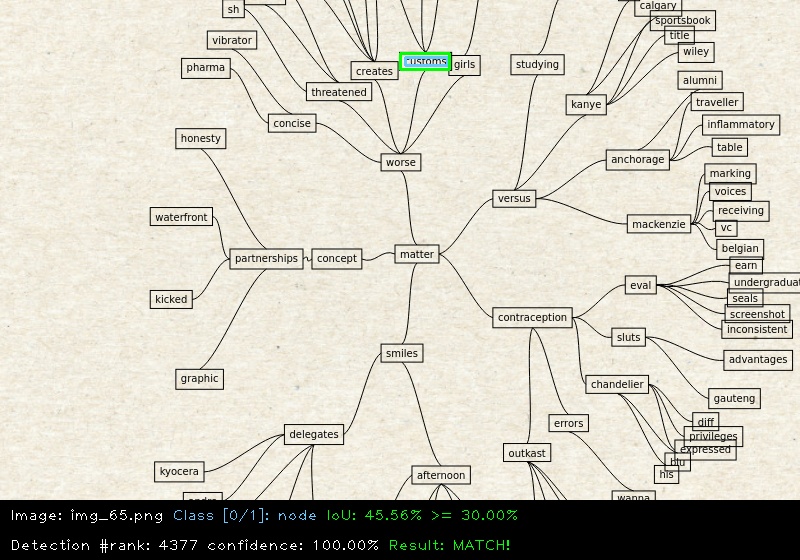 calgary
sh
sportsbook
title
vibrator
wiley
customs
girls
studying
pharma
creates
alumni
threatened
kanye
traveller
concise
inflammatory
honesty
table
anchorage
worse
marking
voices
versus
receiving
waterfront
mackenzie
vc
belgian
matter
partnerships
concept
earn
eval
undergraduat
kicked
seals
screenshot
contraception
inconsistent
sluts
smiles
advantages
graphic
chandelier
gauteng
errors
diff
delegates
privileges
outkast
expressed
blu
kyocera
afternoon
his
wanna
Image: img_65.png Class [0/1]: node IoU: 45.56% >= 30.00%
Detection #rank: 4377 confidence: 100.00% Result: MATCH!